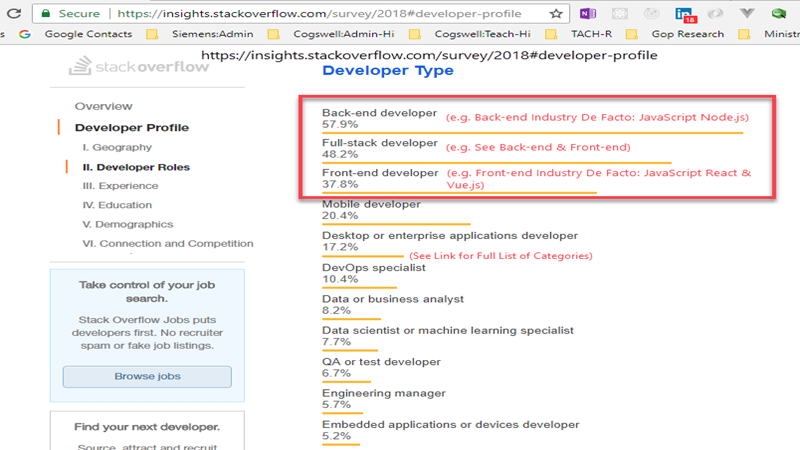 Secure https://insights.stackoverflow.com/survey/2018#developer-profile
18
s Google Google Contacts Siemens:Admin Cogswell:Admin-Hi Cogswell:Teach-Hi TACH-R Gop Research Ministr
https://insights.stackoverflow.com/survey/2018#developer-profile
stackoverflow
Overview
Developer Profile
I. Geography
II. Developer Roles
III. Experience
IV. Education
V. Demographics
VI. Connection and Competition
Take control of your job
search.
Stack Overflow Jobs puts
developers first. No recruiter
spam or fake job listings.
Browse jobs
Find your next developer.
Source, attract and recruit
Developer Type
Back-end developer (e.g. Back-end Industry De Facto: JavaScript Node.js)
57.9%
Full-stack developer (e.g. See Back-end & Front-end)
48.2%
Front-end developer (e.g. Front-end Industry De Facto: JavaScript React &
37.8% Vue.js)
Mobile developer
20.4%
Desktop or enterprise applications developer
17.2% (See Link for Full List of Categories)
DevOps specialist
10.4%
Data or business analyst
8.2%
Data scientist or machine learning specialist
7.7%
QA or test developer
6.7%
Engineering manager
5.7%
Embedded applications or devices developer
5.2%